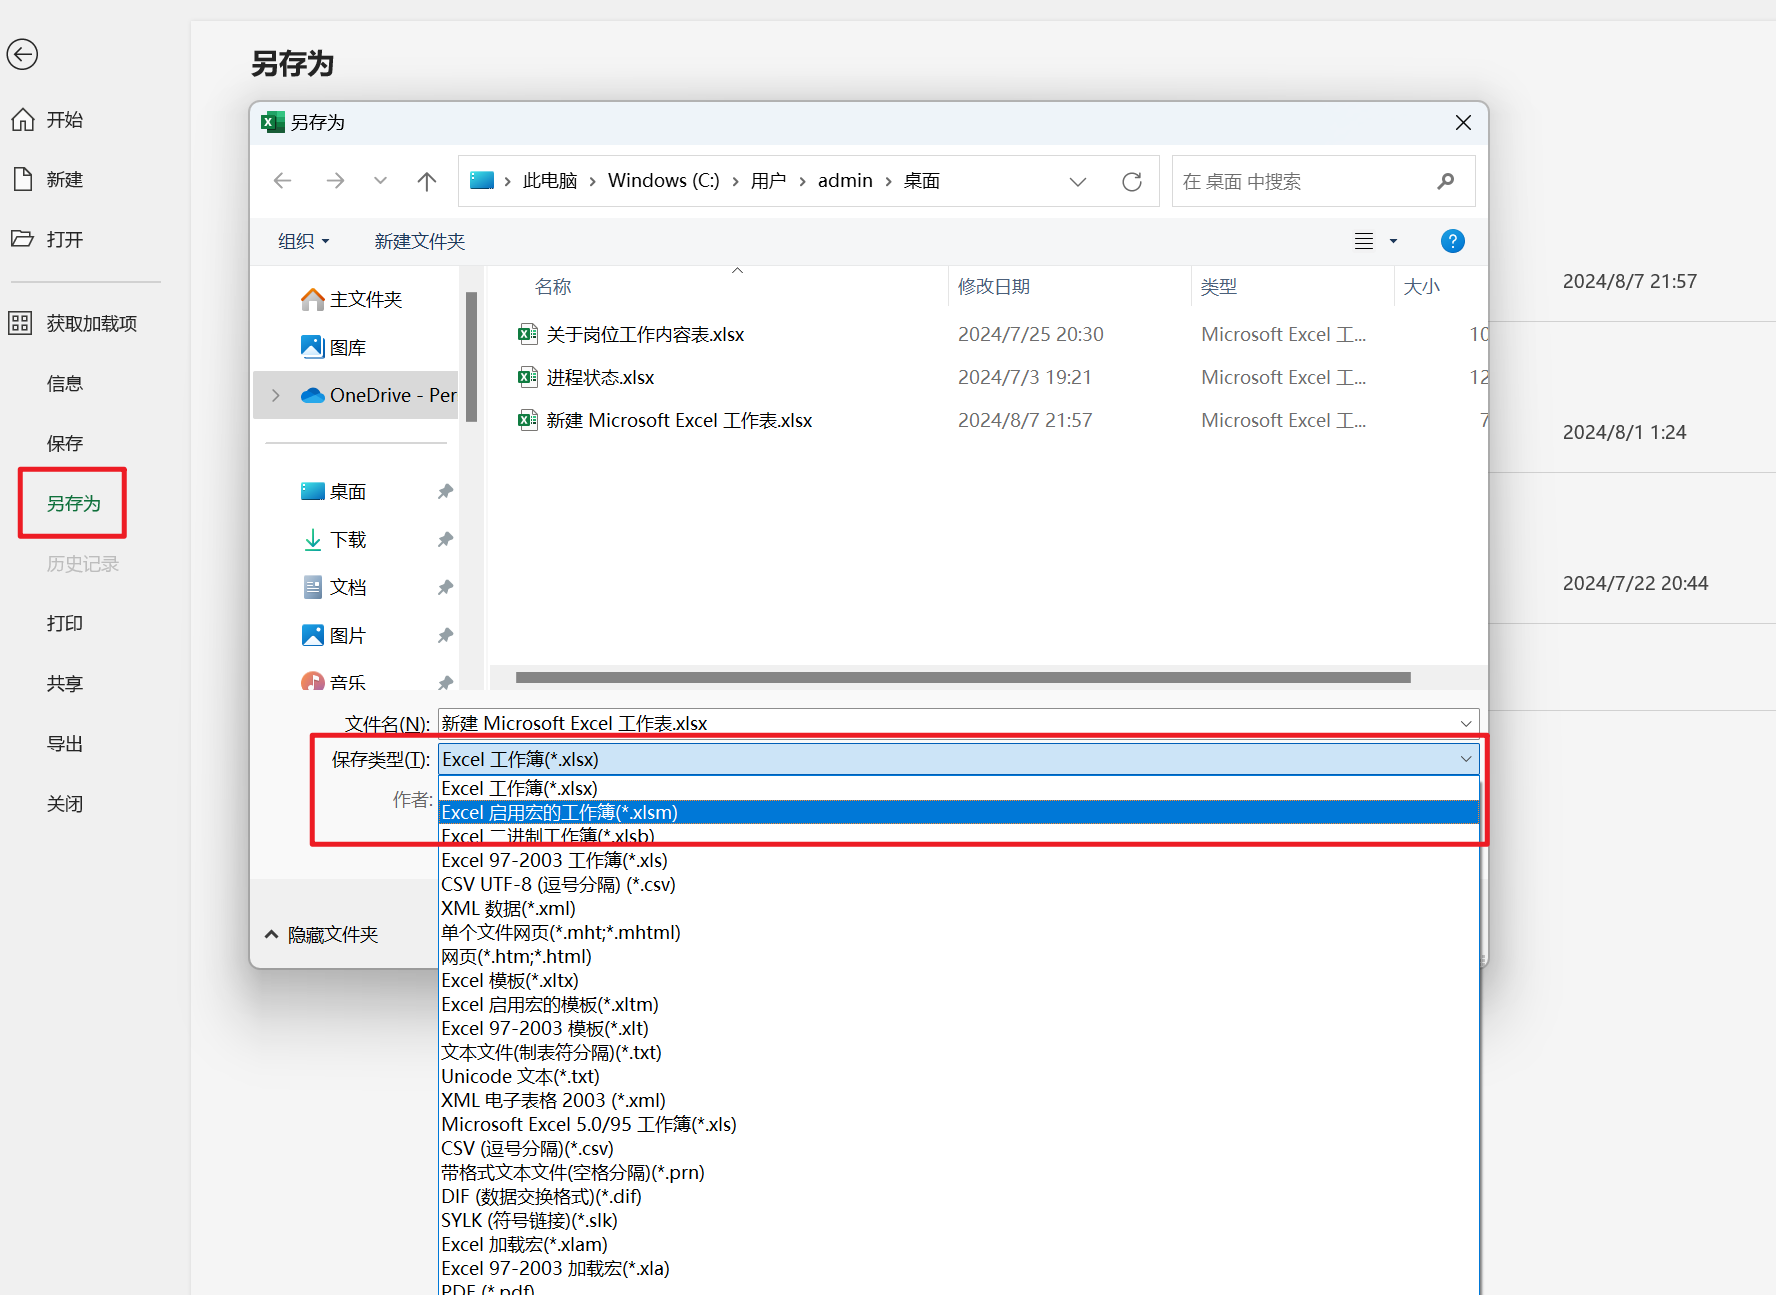 另存为
开始
新建
打开
获取加载项
信息
保存
另存为
历史记录
打印
共享
导出
关闭
另存为
此电脑 › Windows (C:) › 用户 › admin › 桌面
在 桌面 中搜索
组织
新建文件夹
主文件夹
图库
OneDrive - Per
桌面
下载
文档
图片
音乐
名称 修改日期 类型 大小
关于岗位工作内容表.xlsx 2024/7/25 20:30 Microsoft Excel 工... 10
进程状态.xlsx 2024/7/3 19:21 Microsoft Excel 工... 12
新建 Microsoft Excel 工作表.xlsx 2024/8/7 21:57 Microsoft Excel 工... 7
2024/8/7 21:57
2024/8/1 1:24
2024/7/22 20:44
文件名(N): 新建 Microsoft Excel 工作表.xlsx
保存类型(T): Excel 工作簿(*.xlsx)
作者:
Excel 工作簿(*.xlsx)
Excel 启用宏的工作簿(*.xlsm)
Excel 二进制工作簿(*.xlsb)
Excel 97-2003 工作簿(*.xls)
CSV UTF-8 (逗号分隔) (*.csv)
XML 数据(*.xml)
单个文件网页(*.mht;*.mhtml)
网页(*.htm;*.html)
Excel 模板(*.xltx)
Excel 启用宏的模板(*.xltm)
Excel 97-2003 模板(*.xlt)
文本文件(制表符分隔)(*.txt)
Unicode 文本(*.txt)
XML 电子表格 2003 (*.xml)
Microsoft Excel 5.0/95 工作簿(*.xls)
CSV (逗号分隔)(*.csv)
带格式文本文件(空格分隔)(*.prn)
DIF (数据交换格式)(*.dif)
SYLK (符号链接)(*.slk)
Excel 加载宏(*.xlam)
Excel 97-2003 加载宏(*.xla)
PDF (*.pdf)
隐藏文件夹